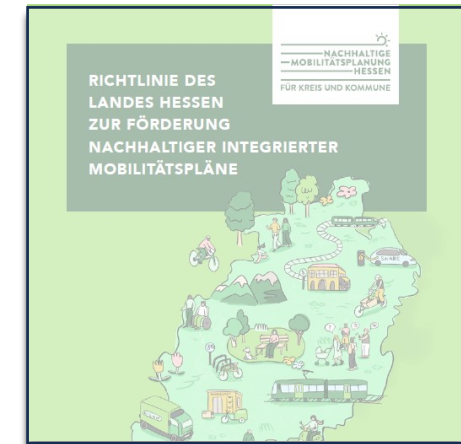 NACHHALTIGE
MOBILITÄTSPLANUNG
HESSEN
FÜR KREIS UND KOMMUNE
RICHTLINIE DES
LANDES HESSEN
ZUR FÖRDERUNG
NACHHALTIGER INTEGRIERTER
MOBILITÄTSPLÄNE